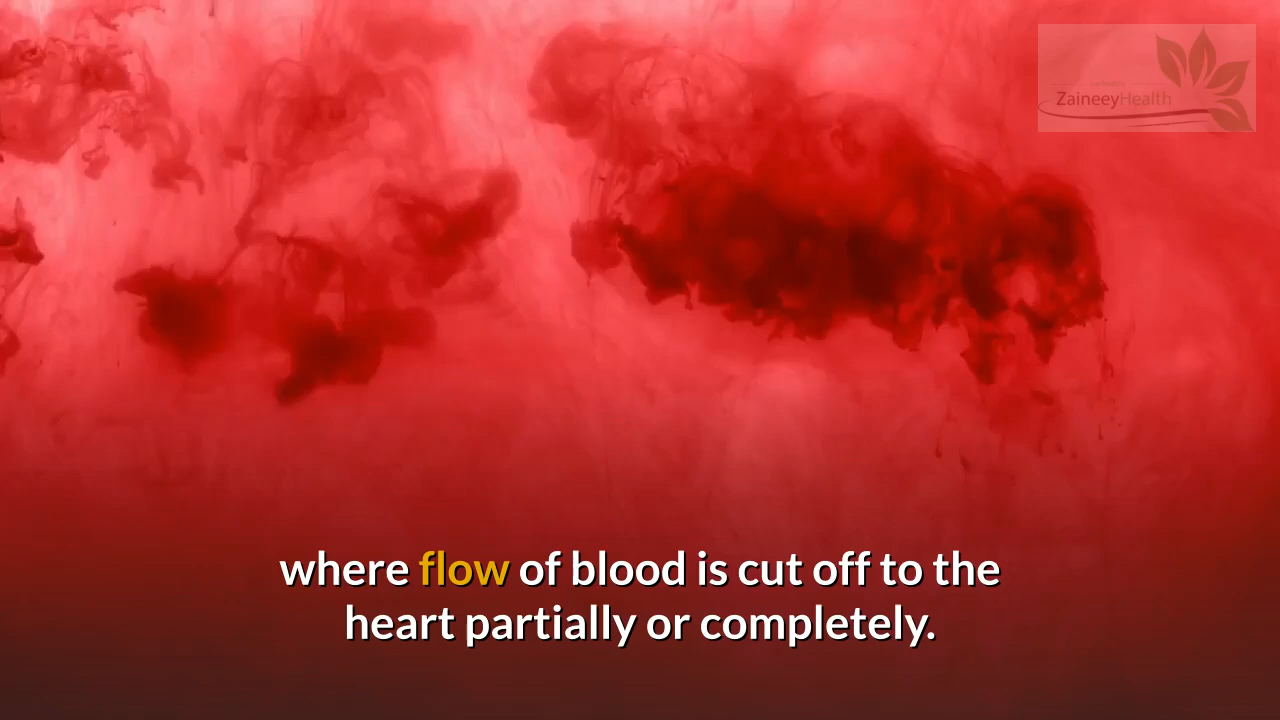 ZaineeyHealth
where flow of blood is cut off to the
heart partially or completely.